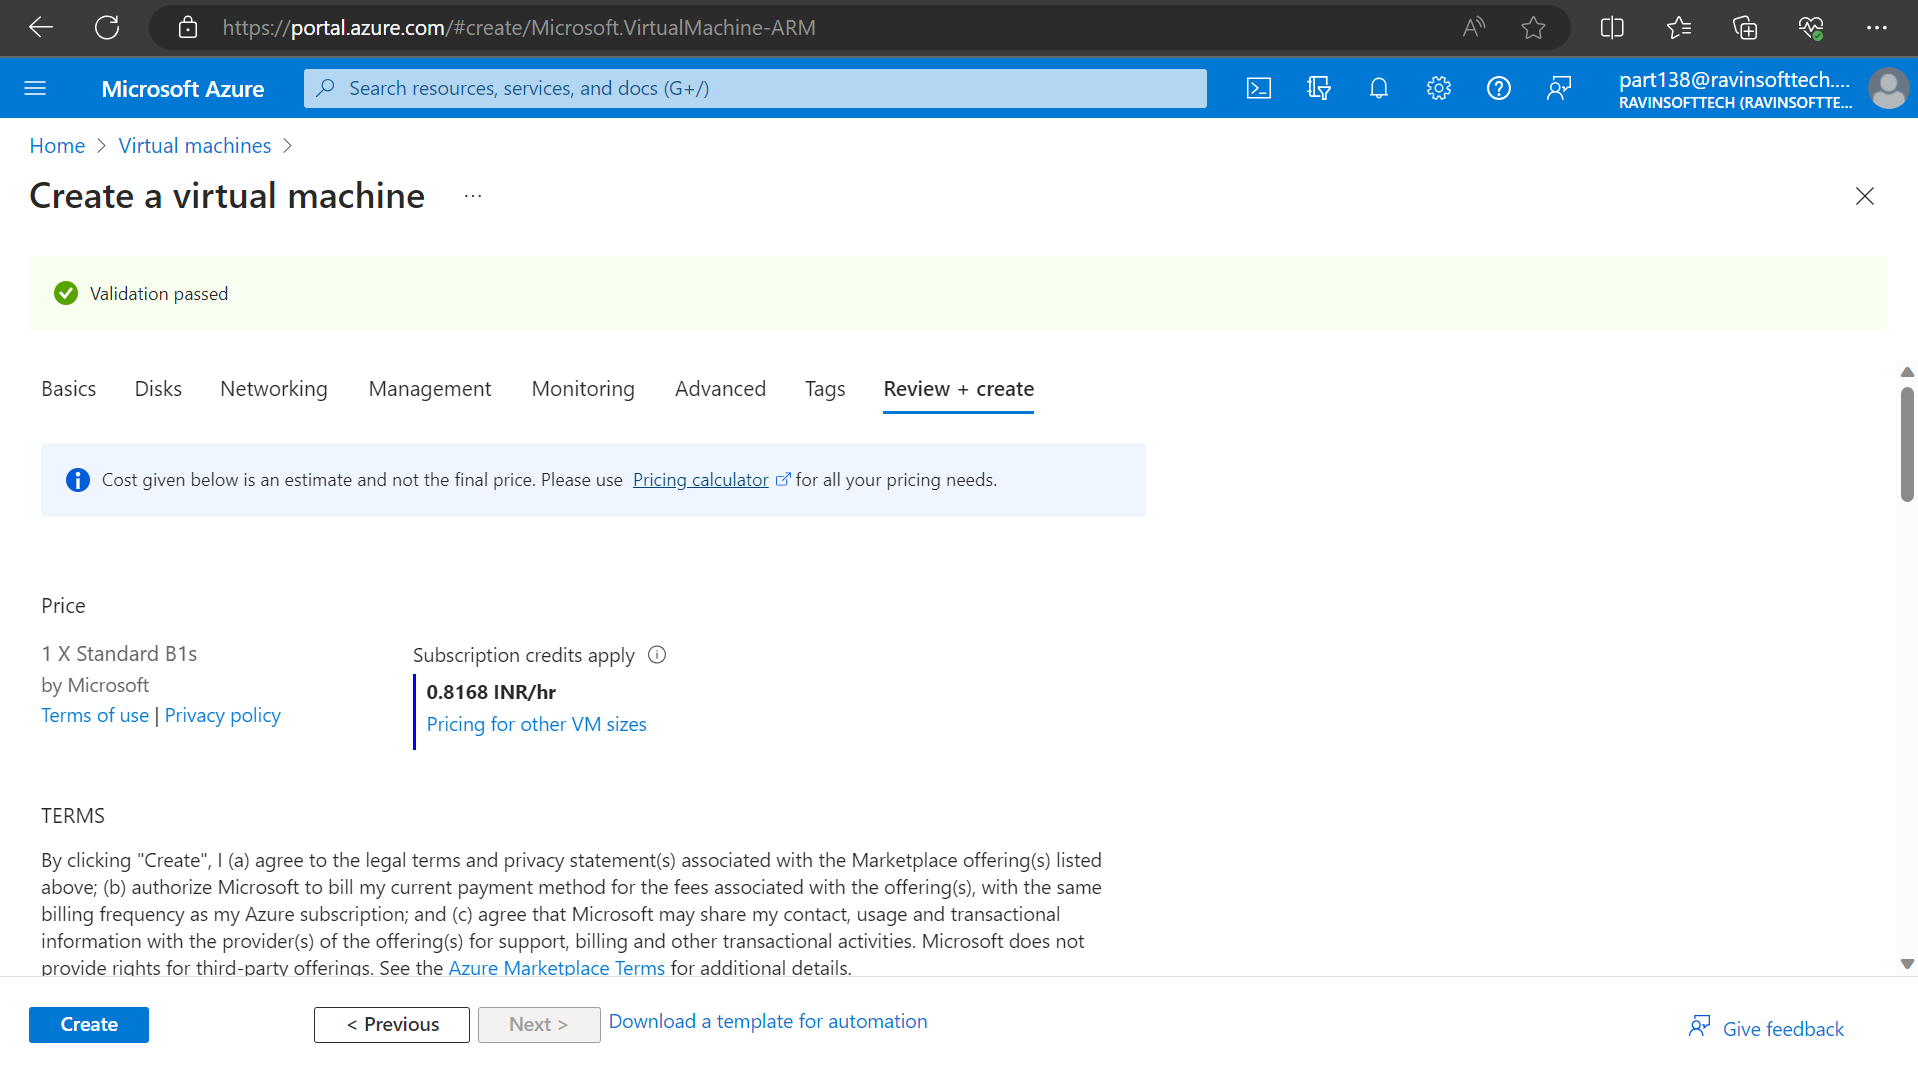 https://portal.azure.com/#create/Microsoft.VirtualMachine-ARM
Microsoft Azure
Search resources, services, and docs (G+/)
part138@ravinsofttech....
RAVINSOFTTECH (RAVINSOFTTE...
Home > Virtual machines >
Create a virtual machine ...
Validation passed
Basics Disks Networking Management Monitoring Advanced Tags Review + create
Cost given below is an estimate and not the final price. Please use Pricing calculator for all your pricing needs.
Price
1 X Standard B1s
by Microsoft
Terms of use | Privacy policy
Subscription credits apply
0.8168 INR/hr
Pricing for other VM sizes
TERMS
By clicking "Create", I (a) agree to the legal terms and privacy statement(s) associated with the Marketplace offering(s) listed
above; (b) authorize Microsoft to bill my current payment method for the fees associated with the offering(s), with the same
billing frequency as my Azure subscription; and (c) agree that Microsoft may share my contact, usage and transactional
information with the provider(s) of the offering(s) for support, billing and other transactional activities. Microsoft does not
provide rights for third-party offerings. See the Azure Marketplace Terms for additional details.
Create < Previous Next > Download a template for automation Give feedback